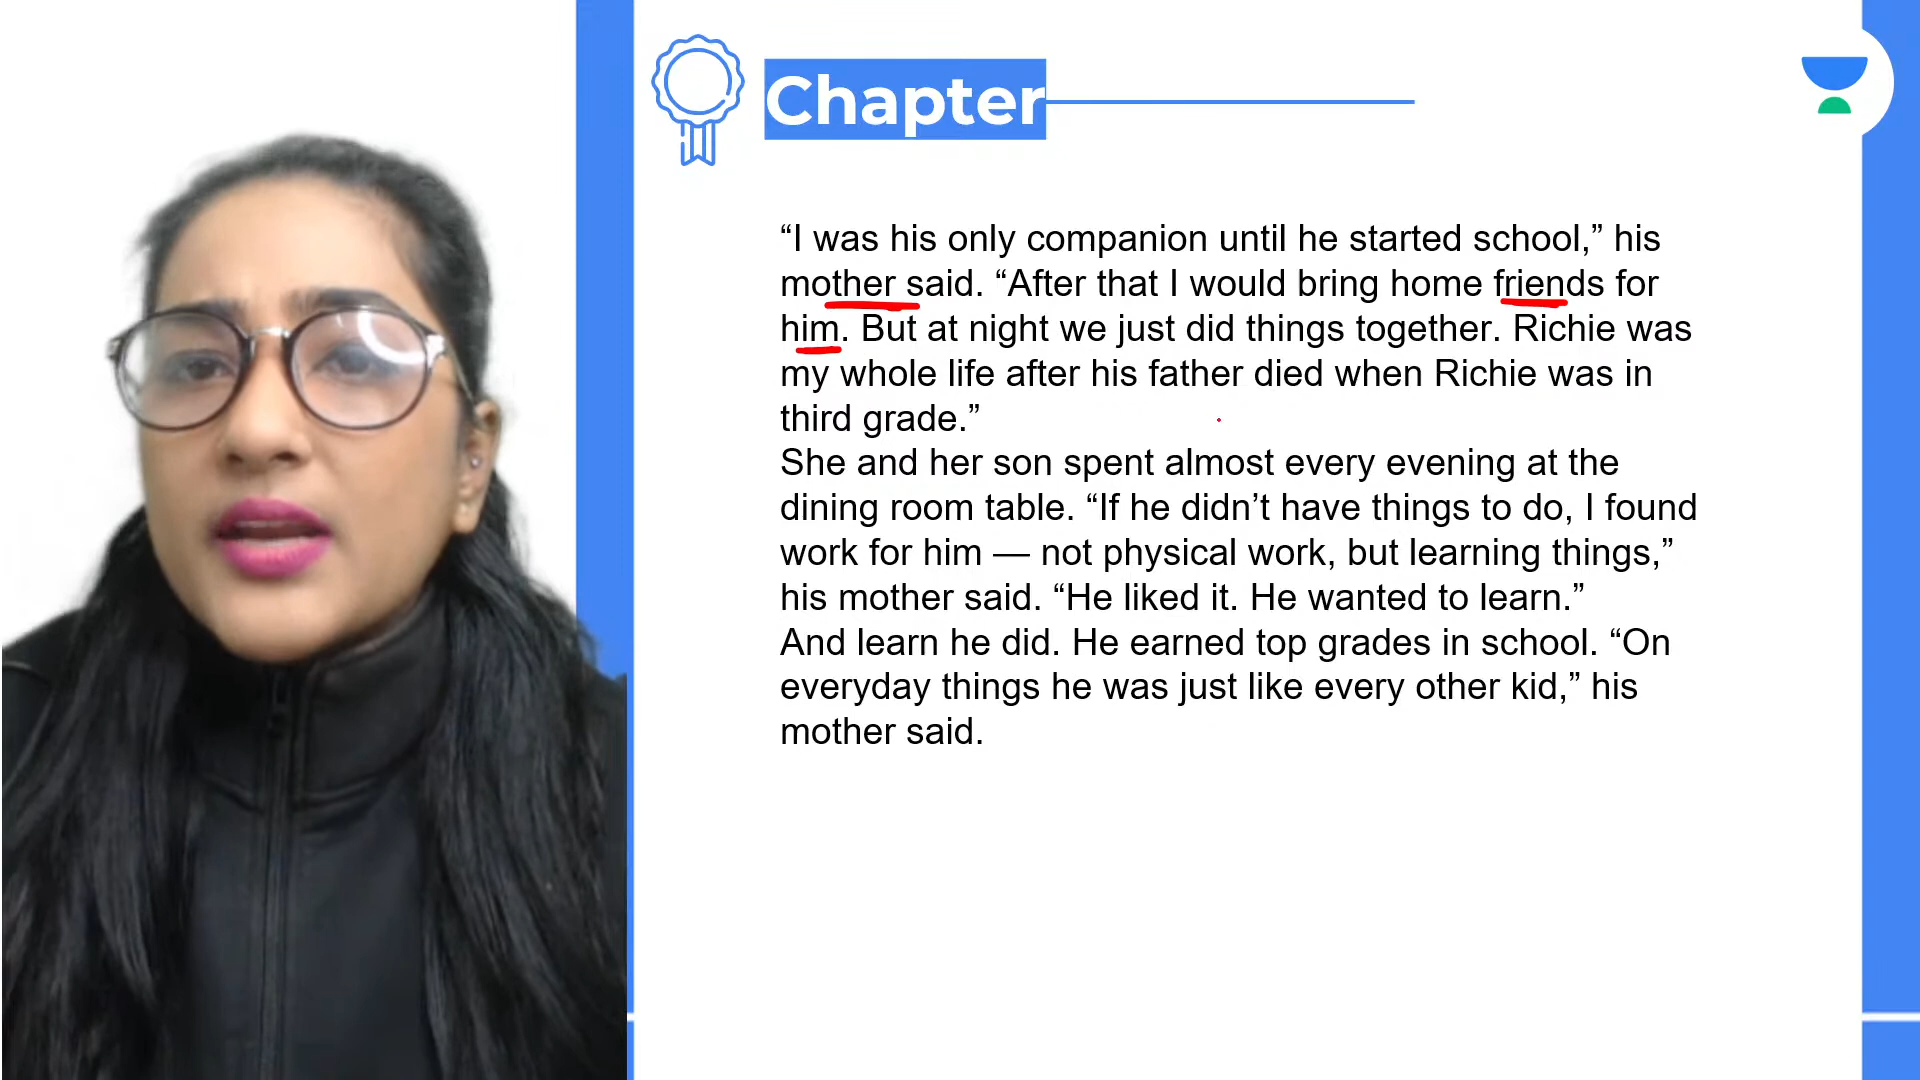 Chapter
“I was his only companion until he started school,” his
mother said. “After that I would bring home friends for
him. But at night we just did things together. Richie was
my whole life after his father died when Richie was in
third grade.”
She and her son spent almost every evening at the
dining room table. “If he didn’t have things to do, I found
work for him — not physical work, but learning things,”
his mother said. “He liked it. He wanted to learn.”
And learn he did. He earned top grades in school. “On
everyday things he was just like every other kid,” his
mother said.